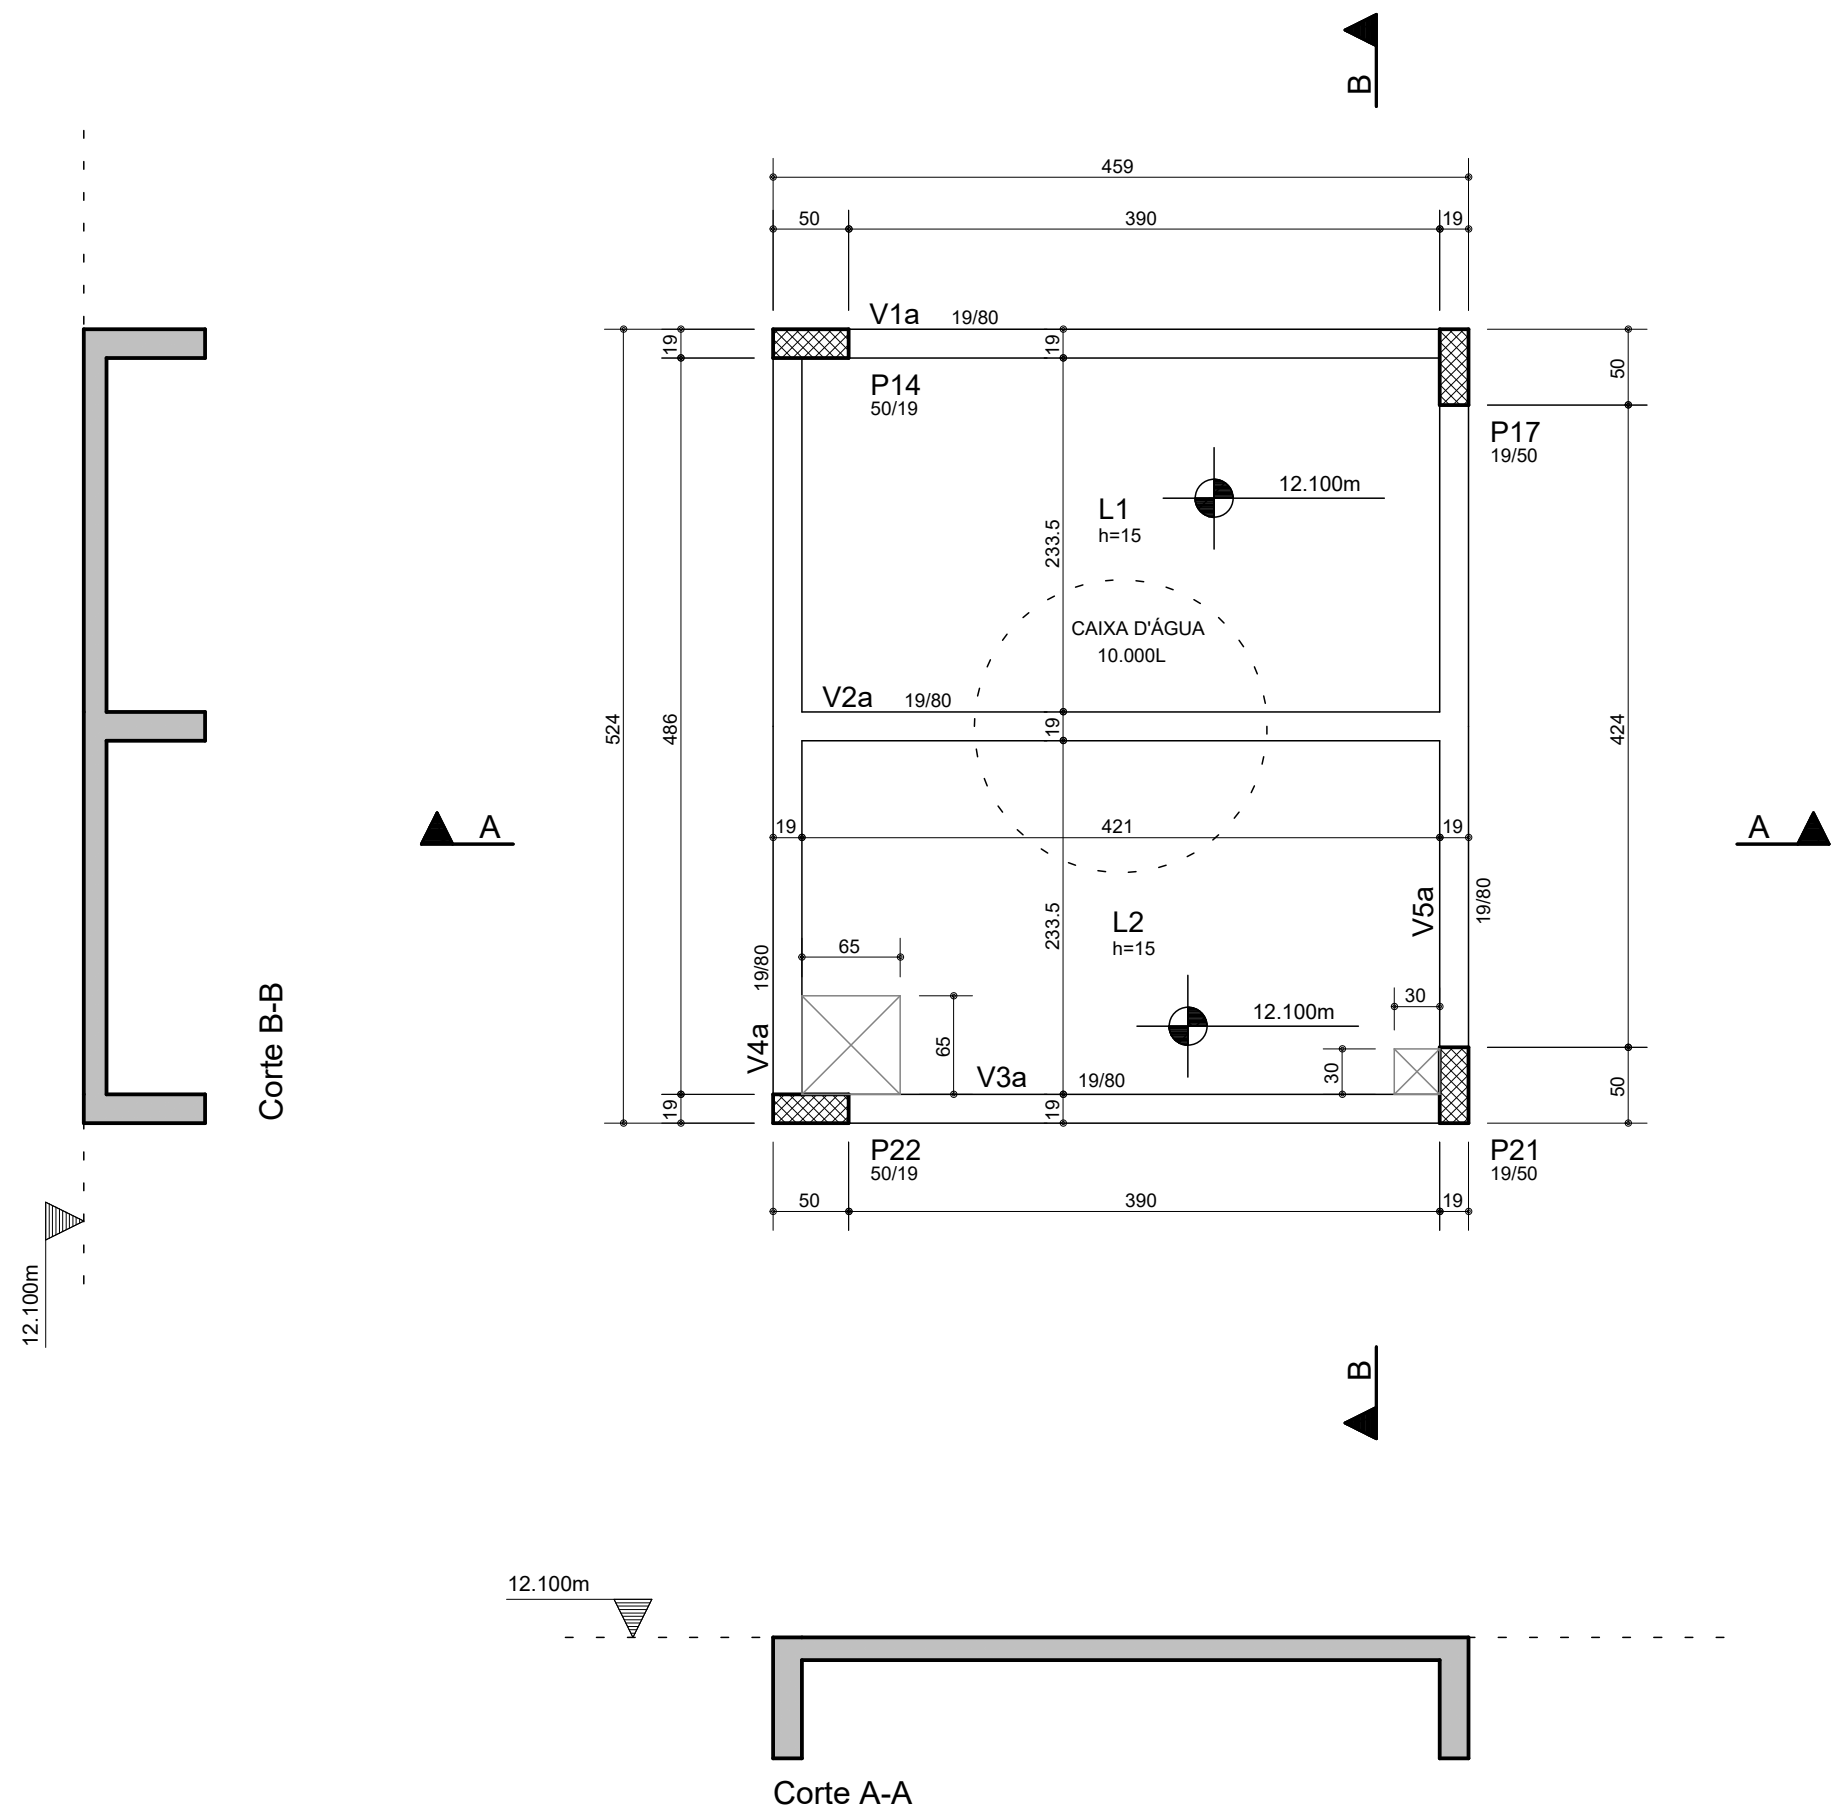 B
459
50
390
19
V1a 19/80
19
19
50
P14
50/19
P17
19/50
12.100m
L1
h=15
233.5
CAIXA D'ÁGUA
10.000L
V2a 19/80
524
486
19
424
A
19
421
19
A
19/80
V5a
233.5
L2
h=15
65
19/80
30
12.100m
Corte B-B
V4a
65
30
V3a 19/80
19
19
50
P22
50/19
P21
19/50
50
390
19
12.100m
B
12.100m
Corte A-A